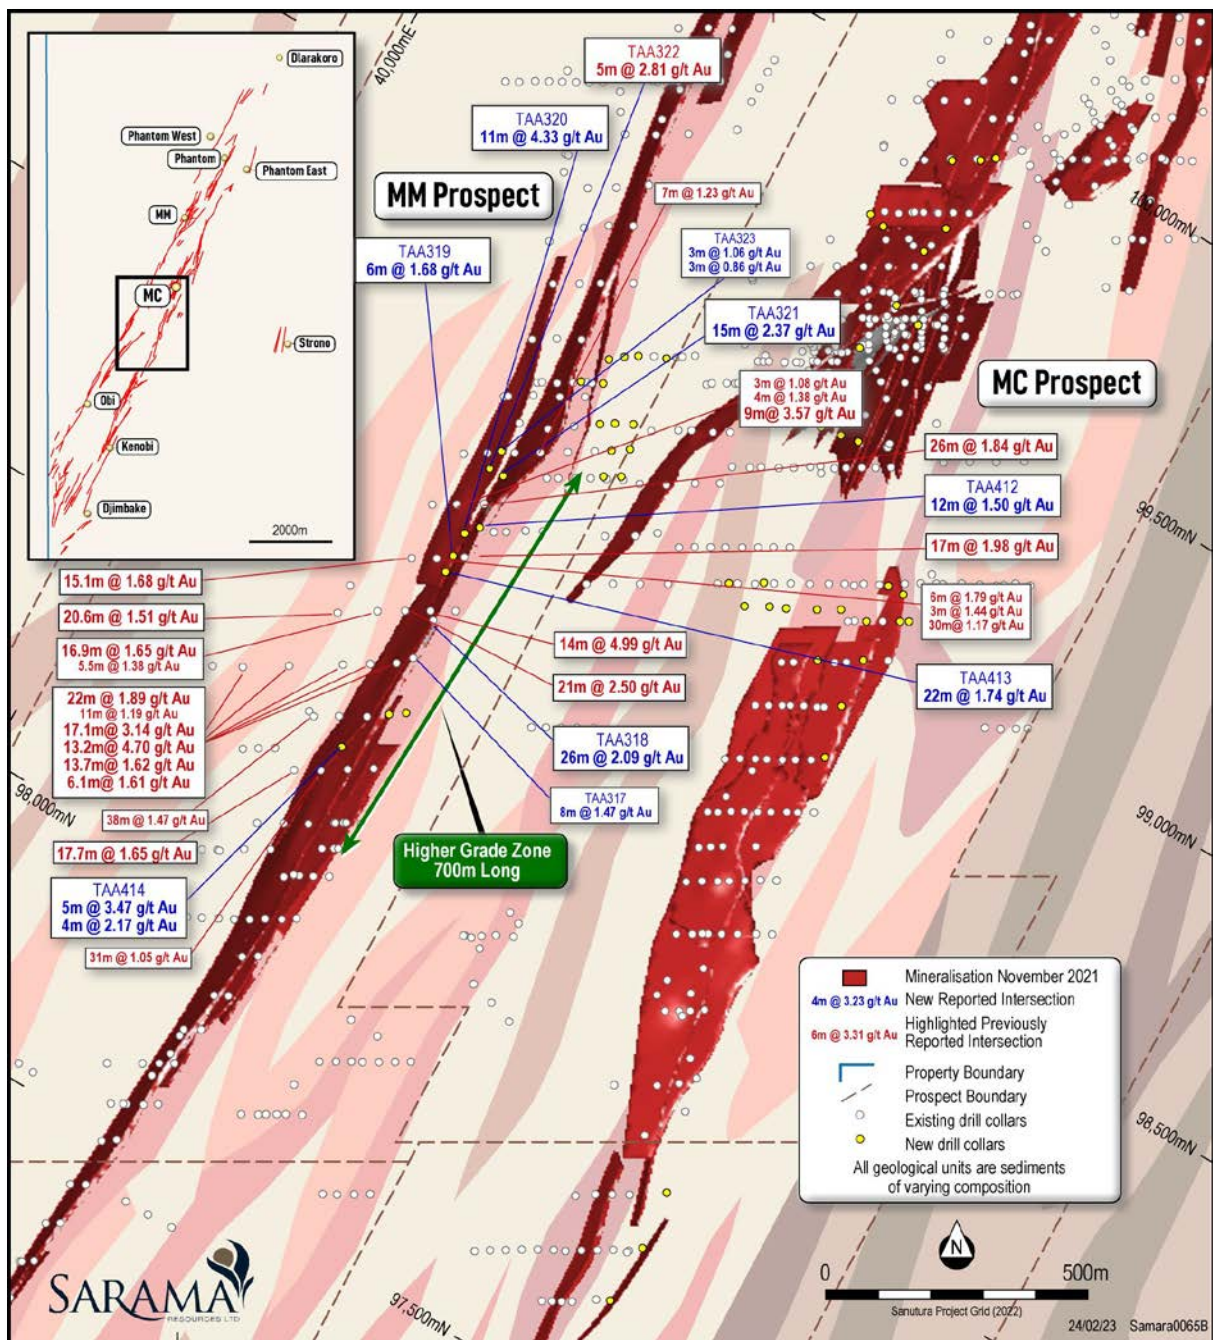 Diarakoro
Phantom West
Phantom
Phantom East
MM
MC
Strono
Obi
Kenobi
Djimbake
2000m
40,000mE
TAA322
5m @ 2.81 g/t Au
TAA320
11m @ 4.33 g/t Au
MM Prospect
7m @ 1.23 g/t Au
TAA319
6m @ 1.68 g/t Au
TAA323
3m @ 1.06 g/t Au
3m @ 0.86 g/t Au
TAA321
15m @ 2.37 g/t Au
100,000mN
MC Prospect
3m @ 1.08 g/t Au
4m @ 1.38 g/t Au
9m@ 3.57 g/t Au
26m @ 1.84 g/t Au
TAA412
12m @ 1.50 g/t Au
99,500mN
17m @ 1.98 g/t Au
15.1m @ 1.68 g/t Au
20.6m @ 1.51 g/t Au
6m @ 1.79 g/t Au
3m @ 1.44 g/t Au
30m@ 1.17 g/t Au
16.9m @ 1.65 g/t Au
5.5m @ 1.38 g/t Au
14m @ 4.99 g/t Au
21m @ 2.50 g/t Au
TAA413
22m @ 1.74 g/t Au
22m @ 1.89 g/t Au
11m @ 1.19 g/t Au
17.1m @ 3.14 g/t Au
13.2m @ 4.70 g/t Au
13.7m @ 1.62 g/t Au
6.1m @ 1.61 g/t Au
TAA318
26m @ 2.09 g/t Au
TAA317
8m @ 1.47 g/t Au
98,000mN
99,000mN
38m @ 1.47 g/t Au
17.7m @ 1.65 g/t Au
Higher Grade Zone
700m Long
TAA414
5m @ 3.47 g/t Au
4m @ 2.17 g/t Au
31m @ 1.05 g/t Au
Mineralisation November 2021
4m @ 3.23 g/t Au New Reported Intersection
6m @ 3.31 g/t Au Highlighted Previously
Reported Intersection
Property Boundary
Prospect Boundary
Existing drill collars
New drill collars
All geological units are sediments
of varying composition
98,500mN
N
0 500m
Sanutura Project Grid (2022)
97,500mN
SARAMA
RESOURCES LTD
24/02/23 Samara0065B